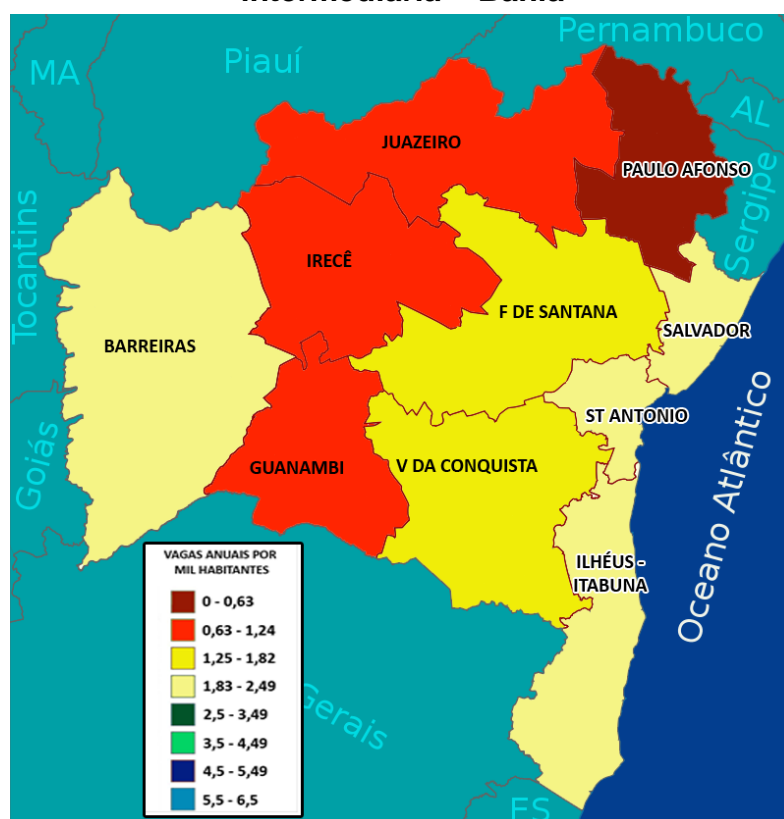 Intermediária – Bahia
Pernambuco
Piauí
MA
AL
JUAZEIRO
PAULO AFONSO
Sergipe
Tocantins
IRECÊ
F DE SANTANA
SALVADOR
BARREIRAS
ST ANTONIO
Oceano Atlântico
Goiás
GUANAMBI
V DA CONQUISTA
ILHÉUS -
ITABUNA
VAGAS ANUAIS POR
MIL HABITANTES
0 - 0,63
0,63 - 1,24
1,25 - 1,82
1,83 - 2,49
2,5 - 3,49
3,5 - 4,49
4,5 - 5,49
5,5 - 6,5
Gerais
ES